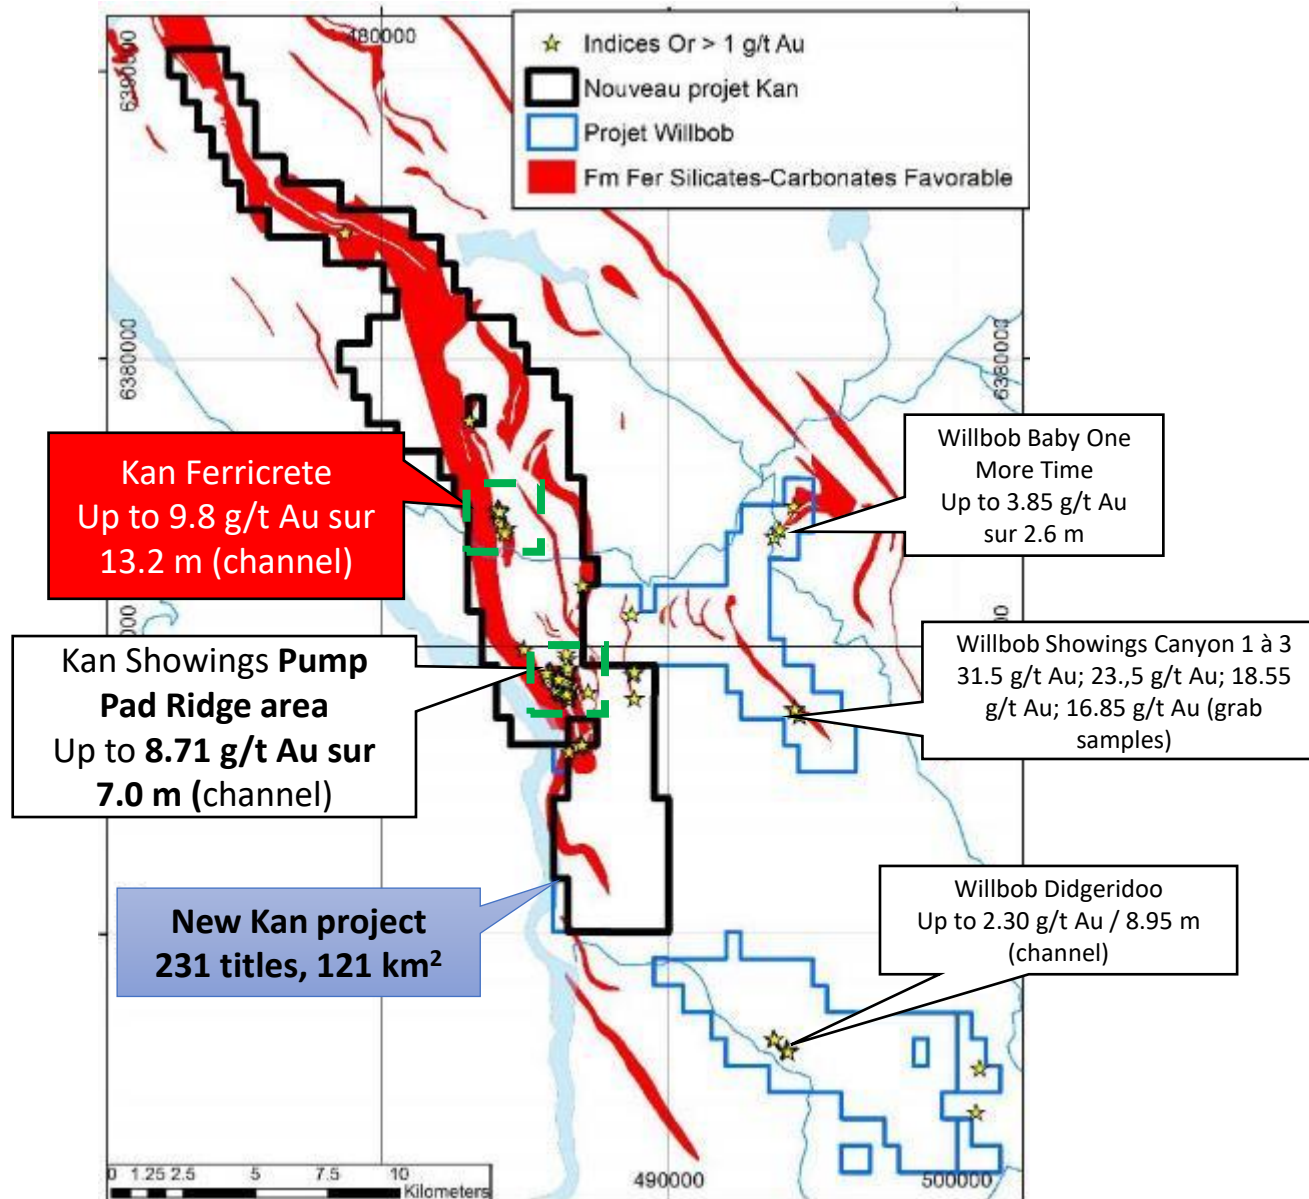 480000
6390000
Indices Or > 1 g/t Au
Nouveau projet Kan
Projet Willbob
Fm Fer Silicates-Carbonates Favorable
6380000
6380000
Kan Ferricrete
Up to 9.8 g/t Au sur
13.2 m (channel)
Willbob Baby One
More Time
Up to 3.85 g/t Au
sur 2.6 m
Kan Showings Pump
Pad Ridge area
Up to 8.71 g/t Au sur
7.0 m (channel)
Willbob Showings Canyon 1 à 3
31.5 g/t Au; 23.,5 g/t Au; 18.55
g/t Au; 16.85 g/t Au (grab
samples)
New Kan project
231 titles, 121 km²
Willbob Didgeridoo
Up to 2.30 g/t Au / 8.95 m
(channel)
0 1.25 2.5 5 7.5 10
Kilometers
490000
500000